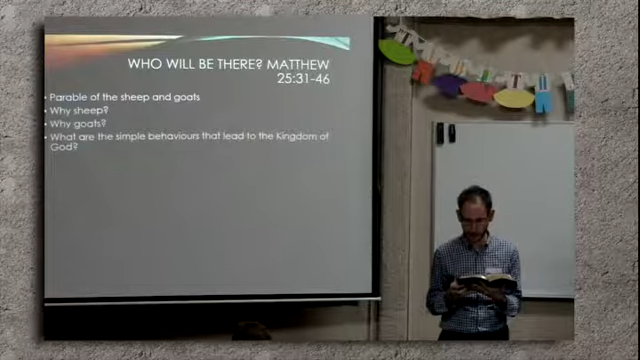 WHO WILL BE THERE? MATTHEW
25:31-46
• Parable of the sheep and goats
• Why sheep?
• Why goats?
• What are the simple behaviours that lead to the Kingdom of
God?